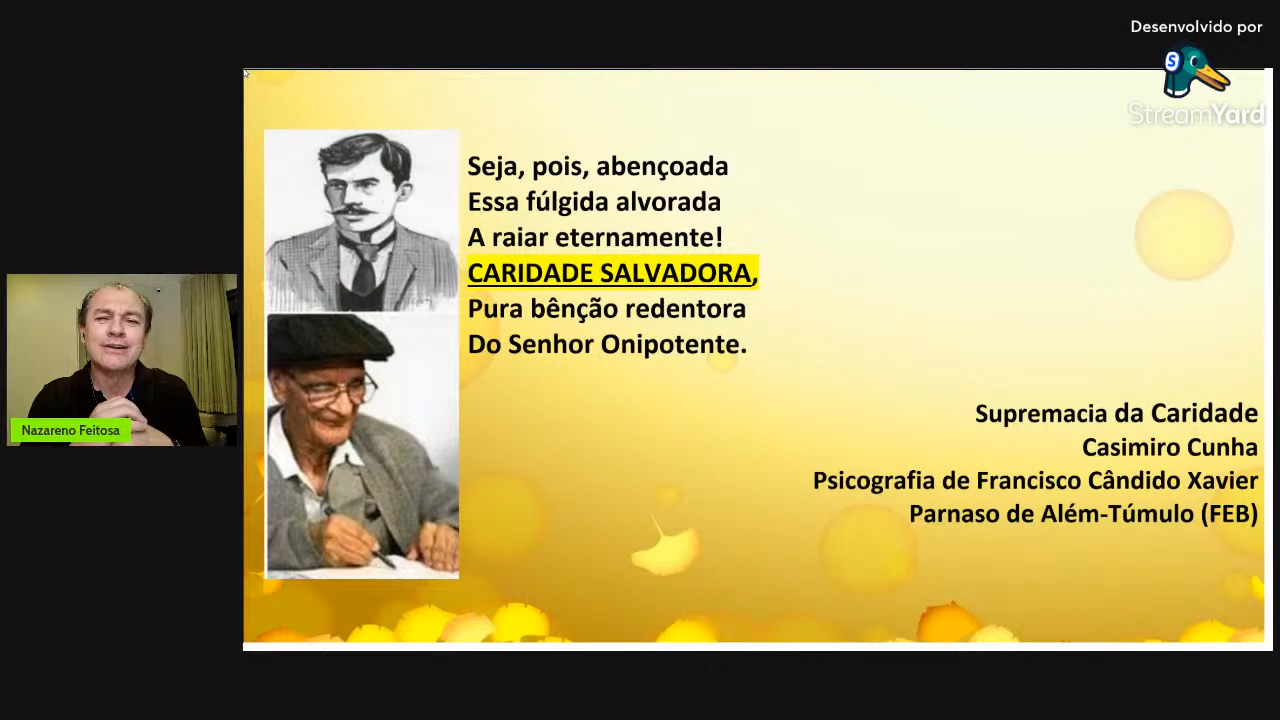 Desenvolvido por
S
StreamYard
Seja, pois, abençoada
Essa fúlgida alvorada
A raiar eternamente!
CARIDADE SALVADORA,
Pura bênção redentora
Do Senhor Onipotente.
Nazareno Feitosa
Supremacia da Caridade
Casimiro Cunha
Psicografia de Francisco Cândido Xavier
Parnaso de Além-Túmulo (FEB)